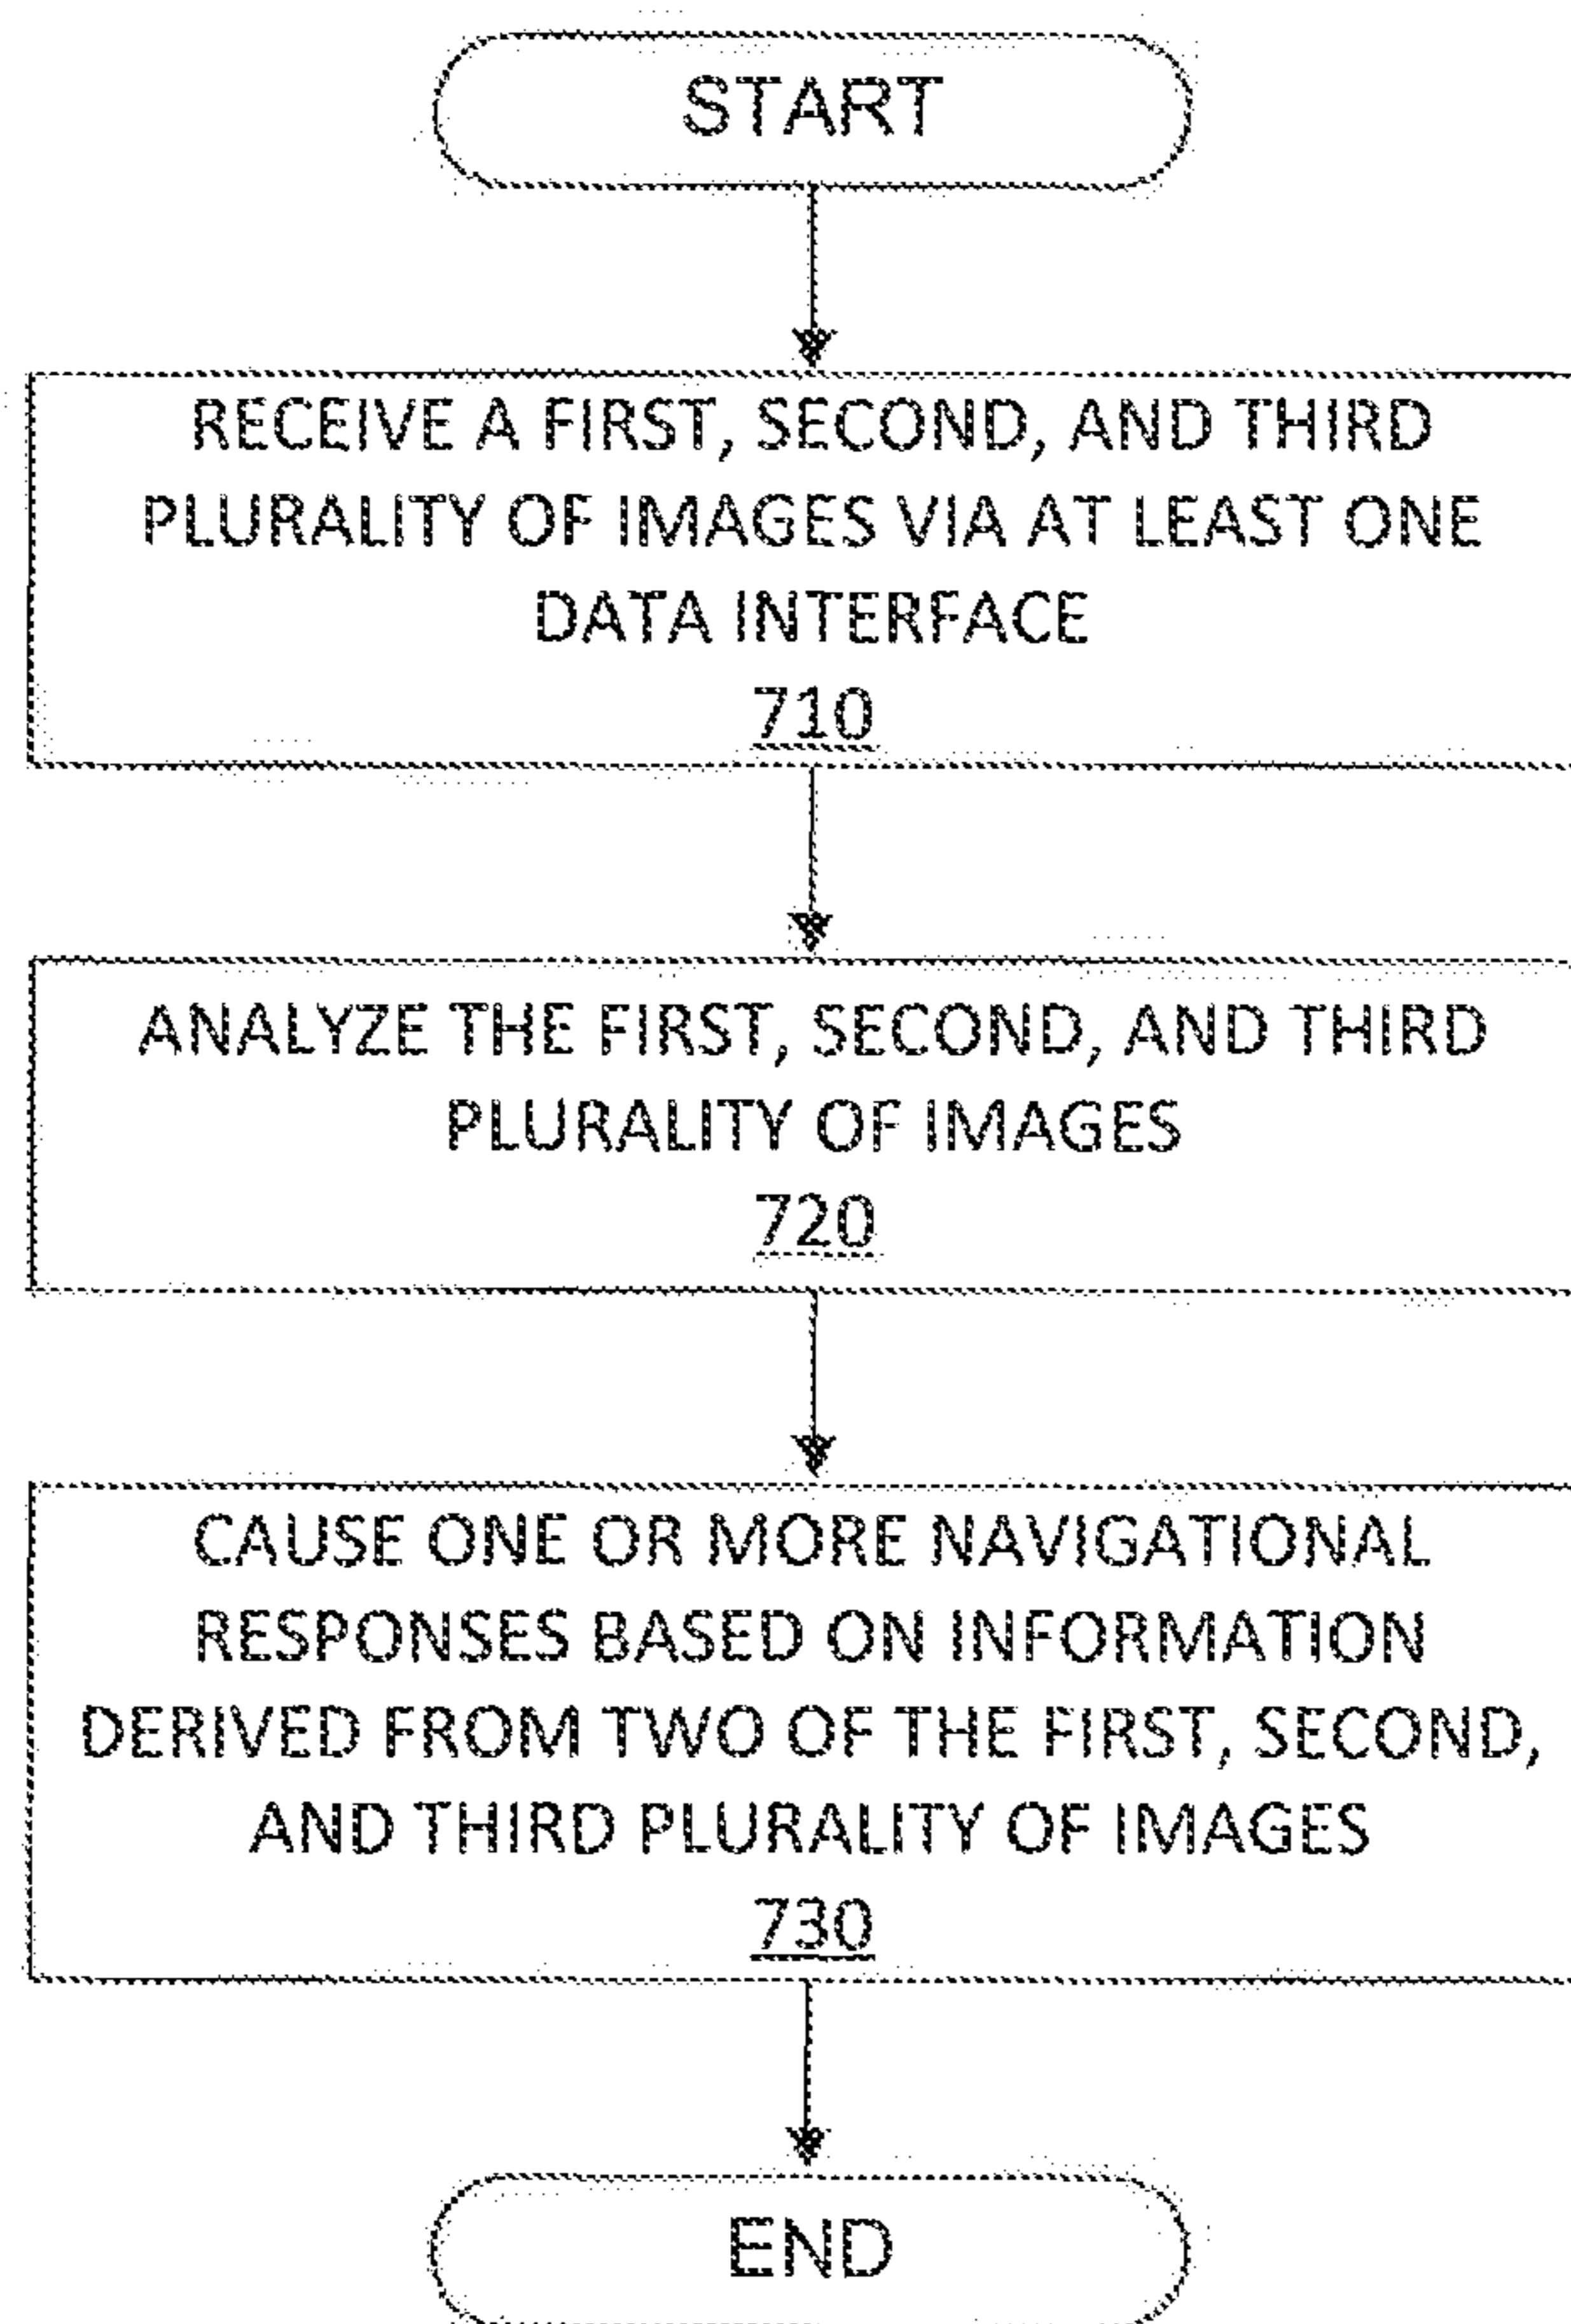 START
RECEIVE A FIRST, SECOND, AND THIRD
PLURALITY OF IMAGES VIA AT LEAST ONE
DATA INTERFACE
710
ANALYZE THE FIRST, SECOND, AND THIRD
PLURALITY OF IMAGES
720
CAUSE ONE OR MORE NAVIGATIONAL
RESPONSES BASED ON INFORMATION
DERIVED FROM TWO OF THE FIRST, SECOND,
AND THIRD PLURALITY OF IMAGES
730
END